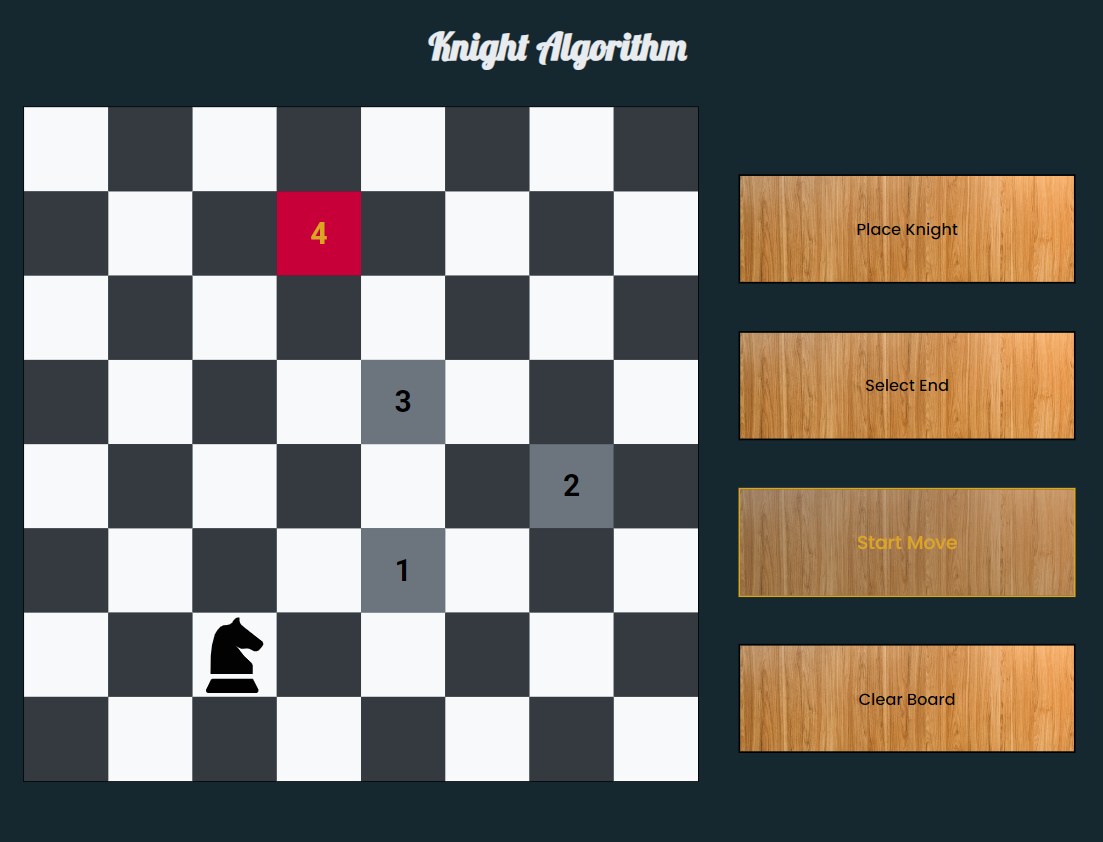 Knight Algorithm
4
3
2
1
Place Knight
Select End
Start Move
Clear Board